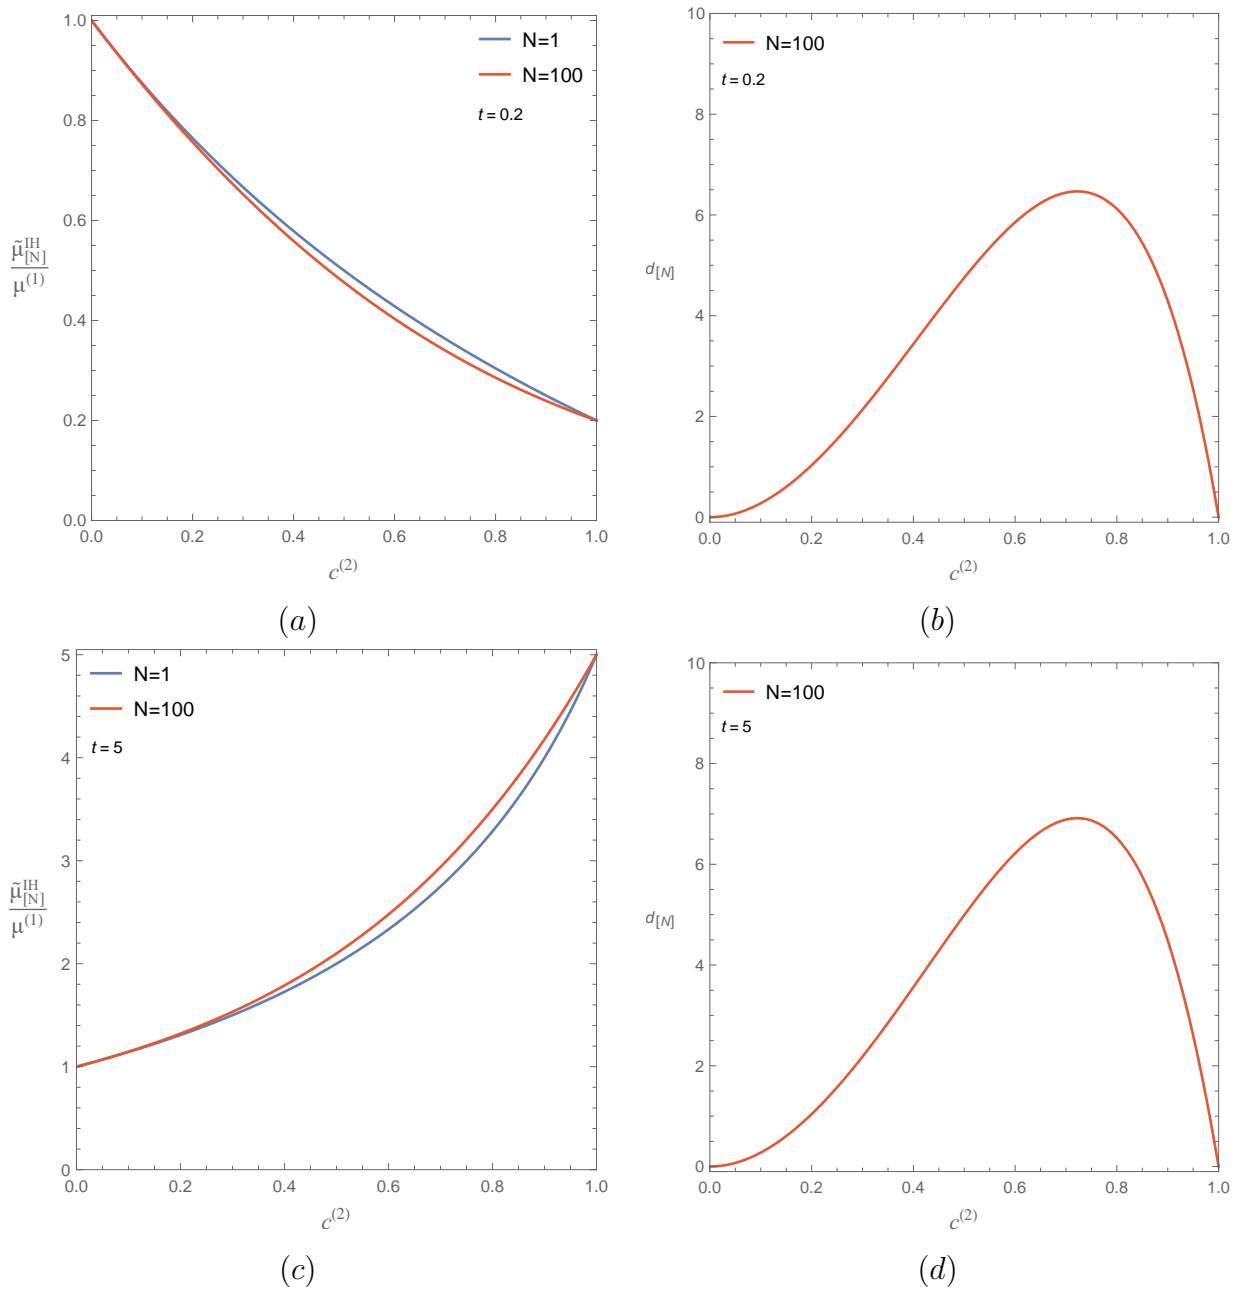 N=1
N=100
t = 0.2
1.0
0.8
0.6
0.4
0.2
0.0
0.0 0.2 0.4 0.6 0.8 1.0
μ̃[N]^IH / μ^(1)
c^(2)
(a)
N=100
t = 0.2
10
8
6
4
2
0
0.0 0.2 0.4 0.6 0.8 1.0
d[N]
c^(2)
(b)
N=1
N=100
t = 5
5
4
3
2
1
0
0.0 0.2 0.4 0.6 0.8 1.0
μ̃[N]^IH / μ^(1)
c^(2)
(c)
N=100
t = 5
10
8
6
4
2
0
0.0 0.2 0.4 0.6 0.8 1.0
d[N]
c^(2)
(d)